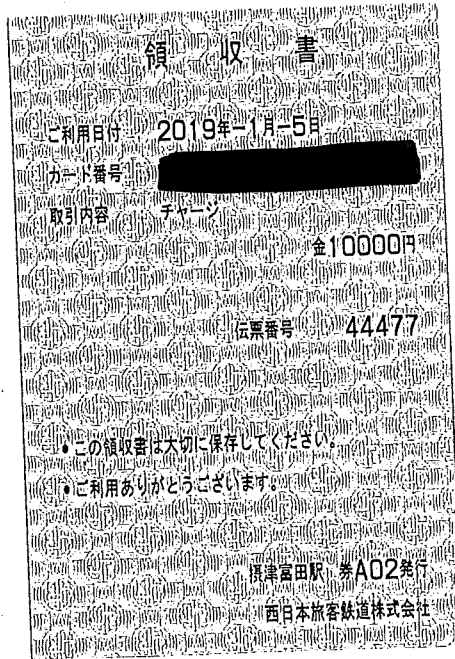 領収書
ご利用日付 2019年-1月-5日
カード番号
取引内容 チャージ
金10000円
伝票番号 44477
•この領収書は大切に保存してください。
•ご利用ありがとうございます。
摂津富田駅 券A02発行
西日本旅客鉄道株式会社